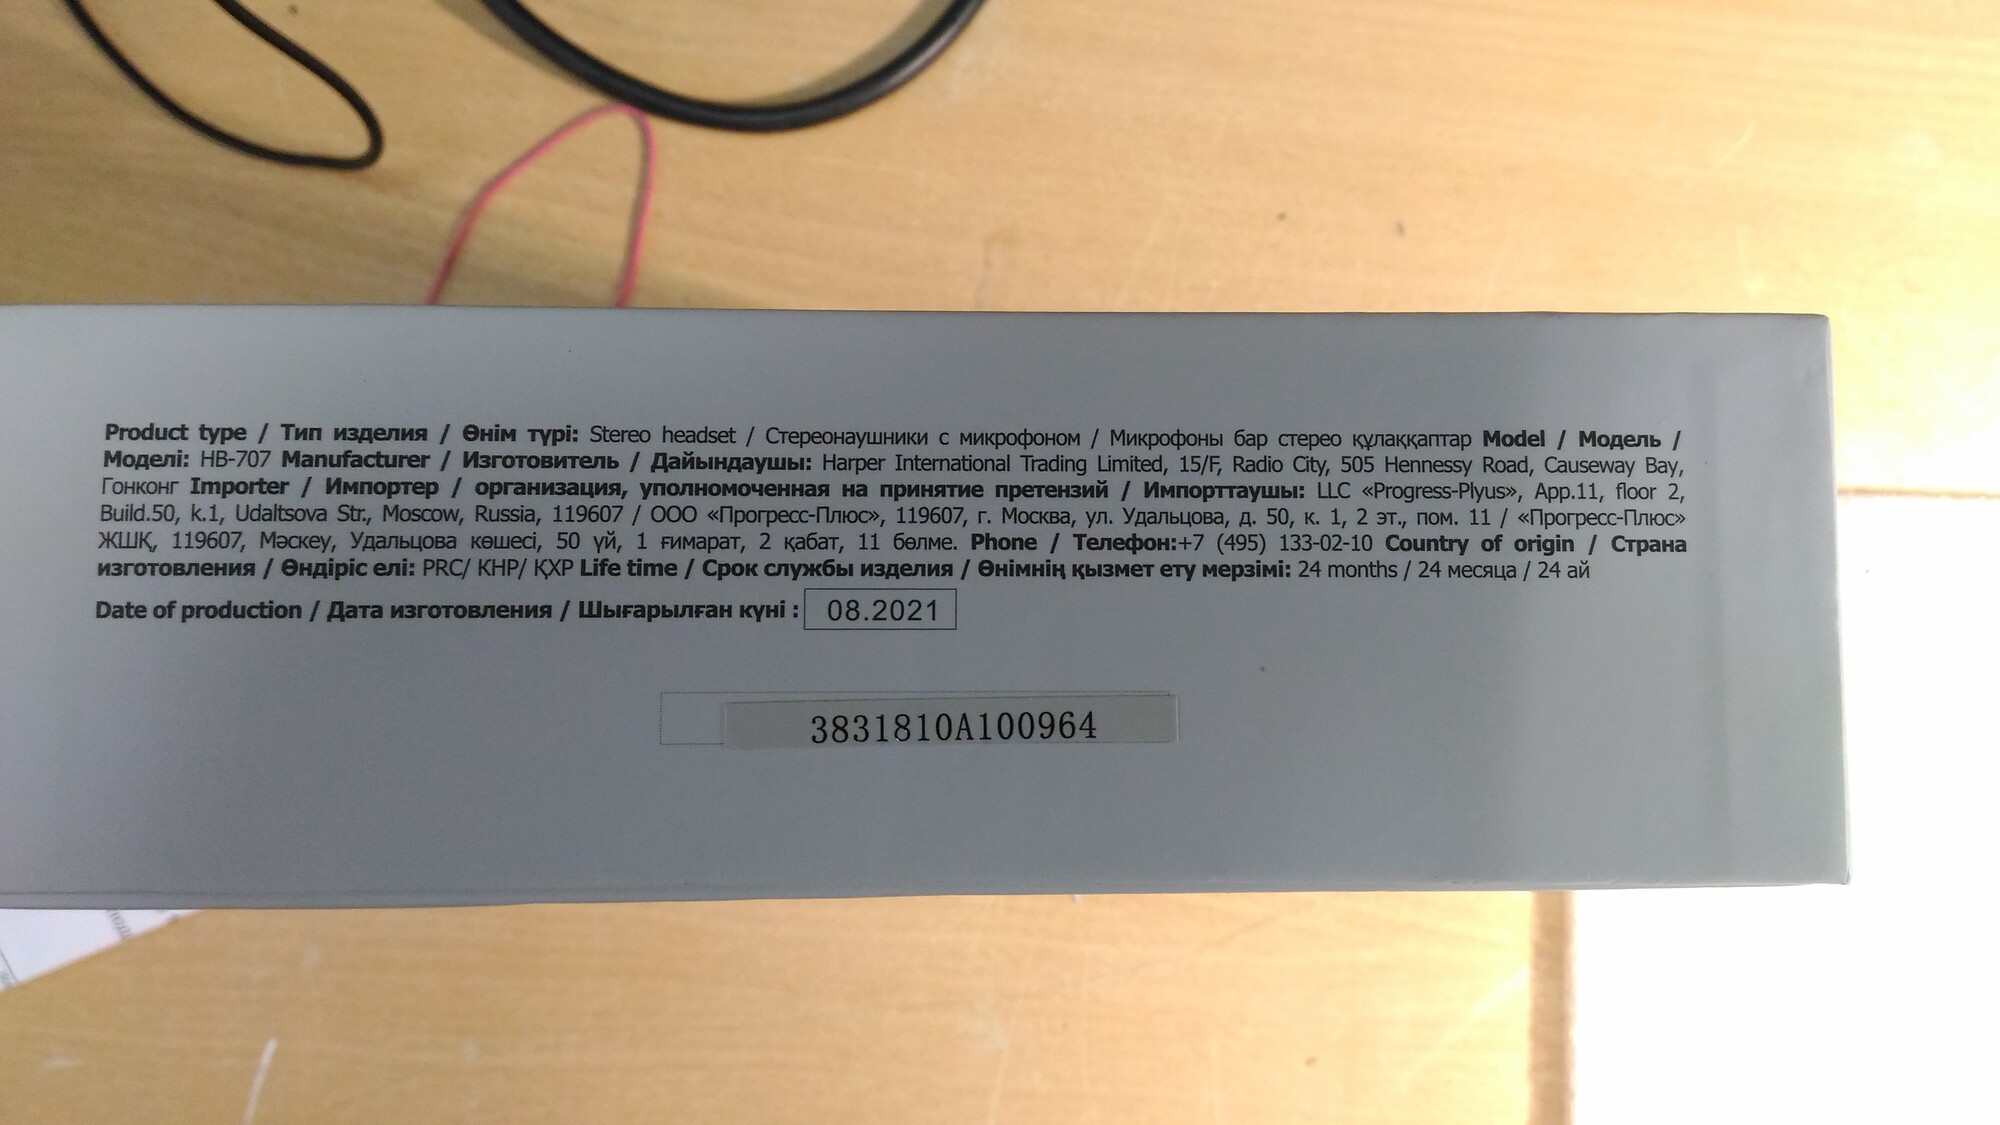 Product type / Тип изделия / Өнім түрі: Stereo headset / Стереонаушники с микрофоном / Микрофоны бар стерео құлаққаптар Model / Модель /
Моделі: HB-707 Manufacturer / Изготовитель / Дайындаушы: Harper International Trading Limited, 15/F, Radio City, 505 Hennessy Road, Causeway Bay,
Гонконг Importer / Импортер / организация, уполномоченная на принятие претензий / Импорттаушы: LLC «Progress-Plyus», App.11, floor 2,
Build.50, k.1, Udaltsova Str., Moscow, Russia, 119607 / ООО «Прогресс-Плюс», 119607, г. Москва, ул. Удальцова, д. 50, к. 1, 2 эт., пом. 11 / «Прогресс-Плюс»
ЖШҚ, 119607, Мәскеу, Удальцова көшесі, 50 үй, 1 ғимарат, 2 қабат, 11 бөлме. Phone / Телефон:+7 (495) 133-02-10 Country of origin / Страна
изготовления / Өндіріс елі: PRC/ КНР/ ҚХР Life time / Срок службы изделия / Өнімнің қызмет ету мерзімі: 24 months / 24 месяца / 24 ай
Date of production / Дата изготовления / Шығарылған күні : 08.2021
3831810A100964